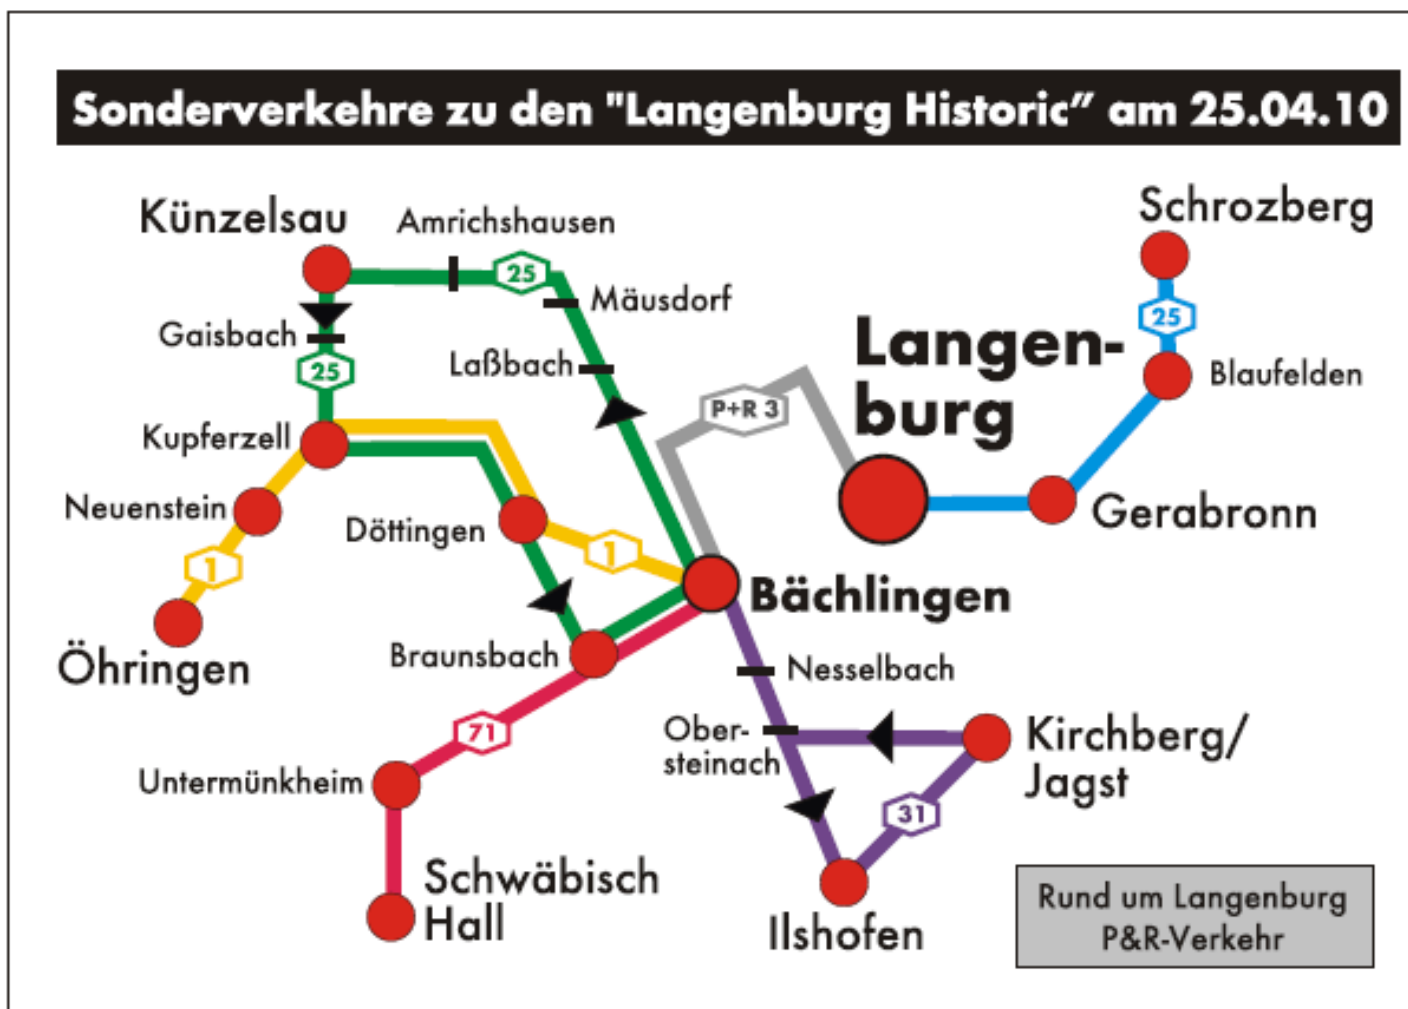 Sonderverkehre zu den "Langenburg Historic” am 25.04.10
Künzelsau
Amrichshausen
Schrozberg
25
Mäusdorf
Gaisbach
25
Langen-
burg
25
Laßbach
Blaufelden
P+R 3
Kupferzell
Neuenstein
Döttingen
Gerabronn
1
1
Bächlingen
Öhringen
Braunsbach
Nesselbach
71
Ober-
steinach
Kirchberg/
Jagst
Untermünkheim
31
Schwäbisch
Hall
Ilshofen
Rund um Langenburg
P&R-Verkehr